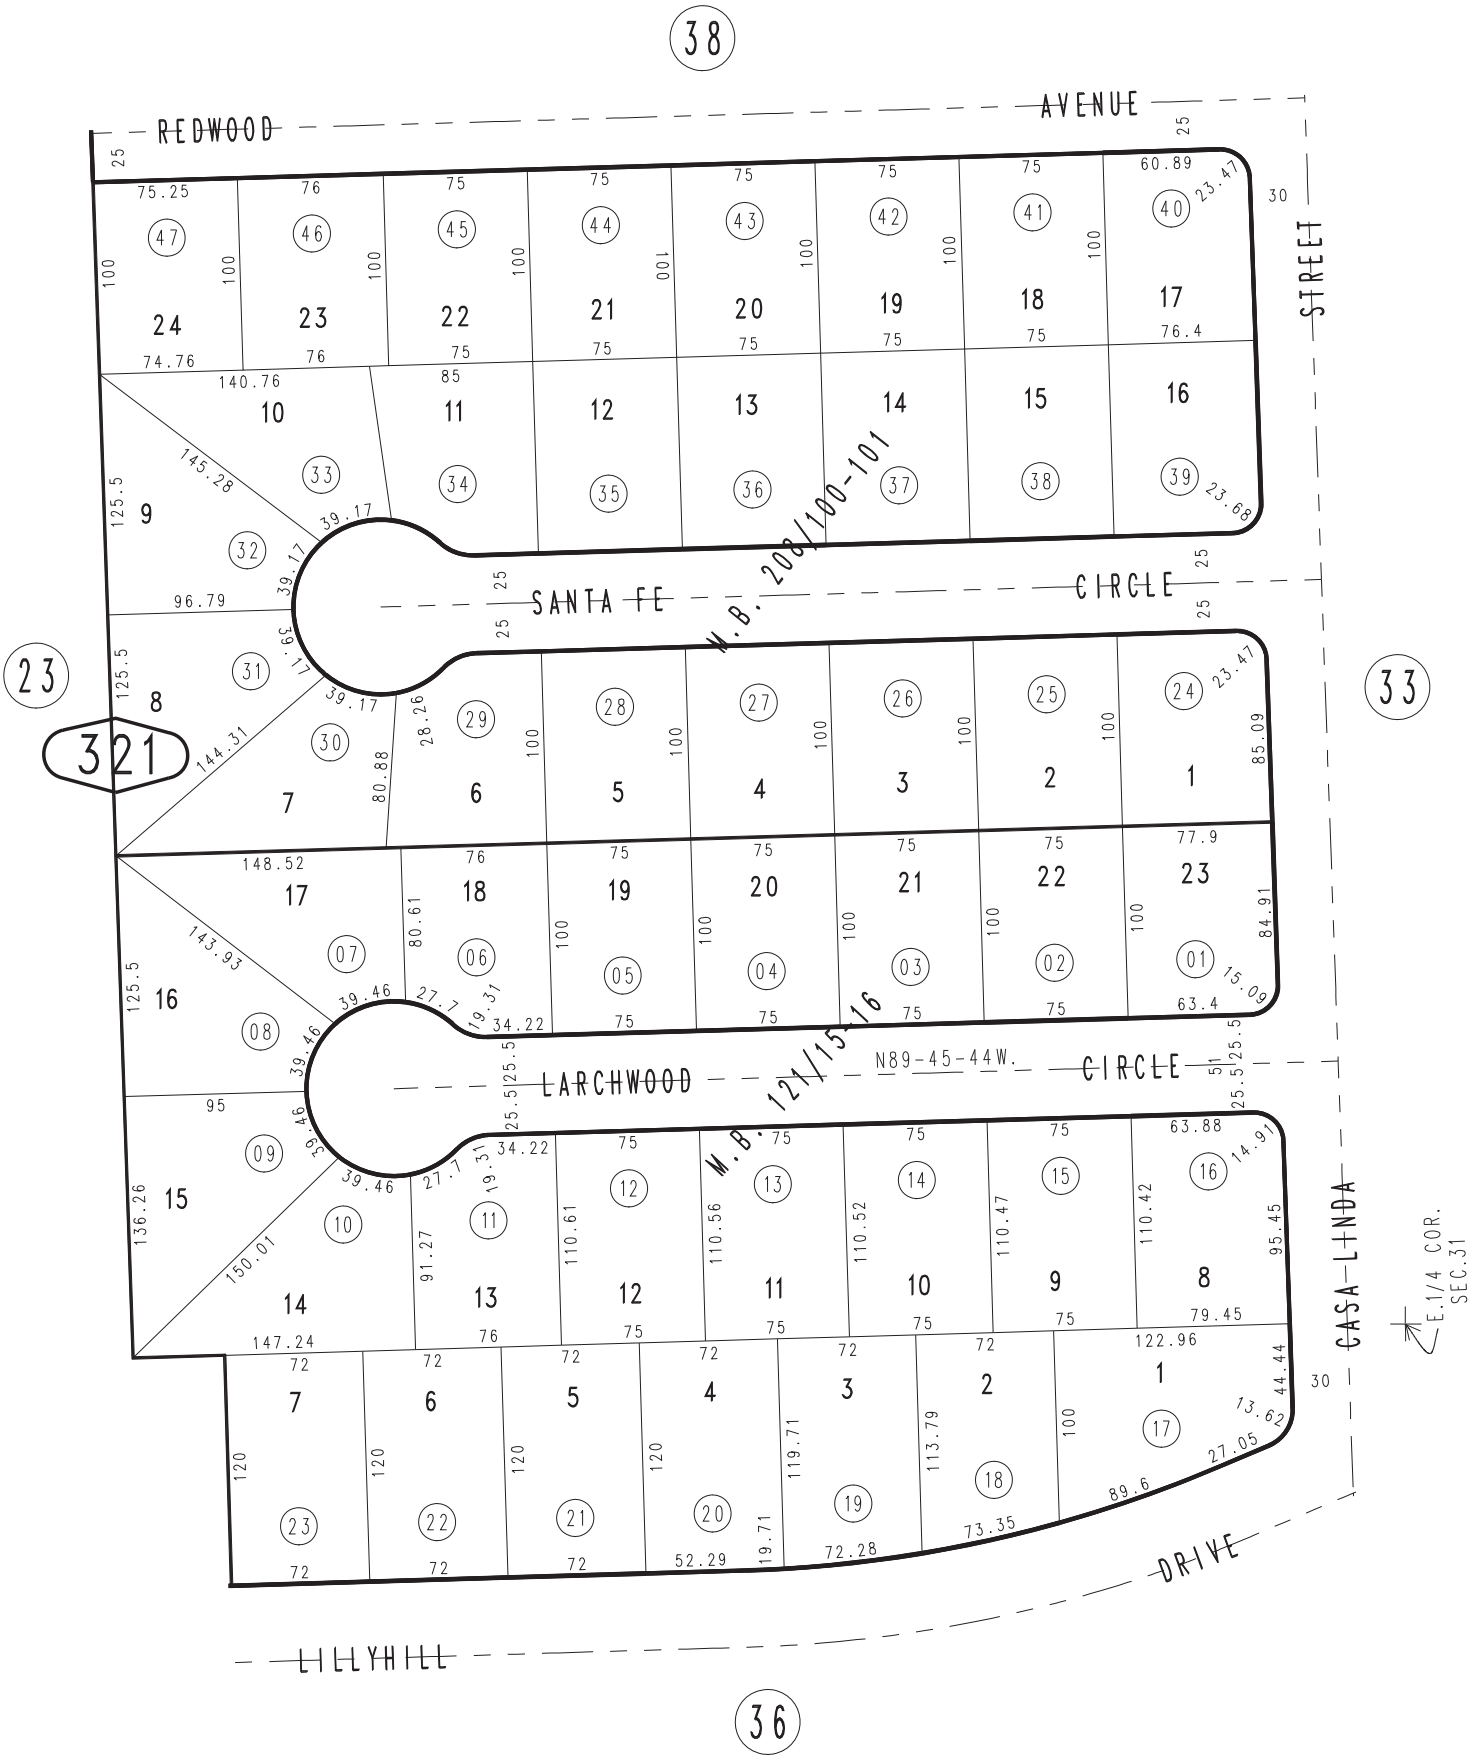 38
REDWOOD AVENUE
25 25
75.25 76 75 75 75 75 60.89 23.47
30
47 46 45 44 43 42 41 40
100 100 100 100 100 100 100 100
STREET
24 23 22 21 20 19 18 17
74.76 76 75 75 75 75 75 76.4
140.76 85
10 11 12 13 14 15 16
145.28
33 34 35 36 37 38 39
23.68
125.5 9
39.17
32
39.17
M.B. 208/100-101
96.79
25 25
SANTA FE CIRCLE
25 25
39.17
31
125.5 8
39.17
23
33
144.31
30 29 28 27 26 25 24
28.26
23.47
321
80.88 100 100 100 100 100 85.09
7 6 5 4 3 2 1
148.52 76 75 75 75 75 77.9
17 18 19 20 21 22 23
80.61 100 100 100 100 100 84.91
143.93
07 06 05 04 03 02 01
125.5 16
39.46 27.7 19.31 34.22 75 75 75 75 63.4 15.09
08
39.46
M.B. 121/15-16
25.5 25.5
N89-45-44W.
LARCHWOOD CIRCLE
51
25.5 25.5
95
39.46
09
39.46 27.7 19.31 34.22 75 75 75 75 63.88 14.91
136.26 15
10 11 12 13 14 15 16
150.01
91.27 110.61 110.56 110.52 110.47 110.42 95.45
14 13 12 11 10 9 8
147.24 76 75 75 75 75 79.45
CASA LINDA
E.1/4 COR.
SEC.31
72 72 72 72 72 72 122.96
7 6 5 4 3 2 1
44.44
30
120 120 120 120 119.71 113.79 100
13.62
23 22 21 20 19 18 17
27.05
89.6
73.35
72.28
19.71
72 72 72 52.29
LILLYHILL DRIVE
36